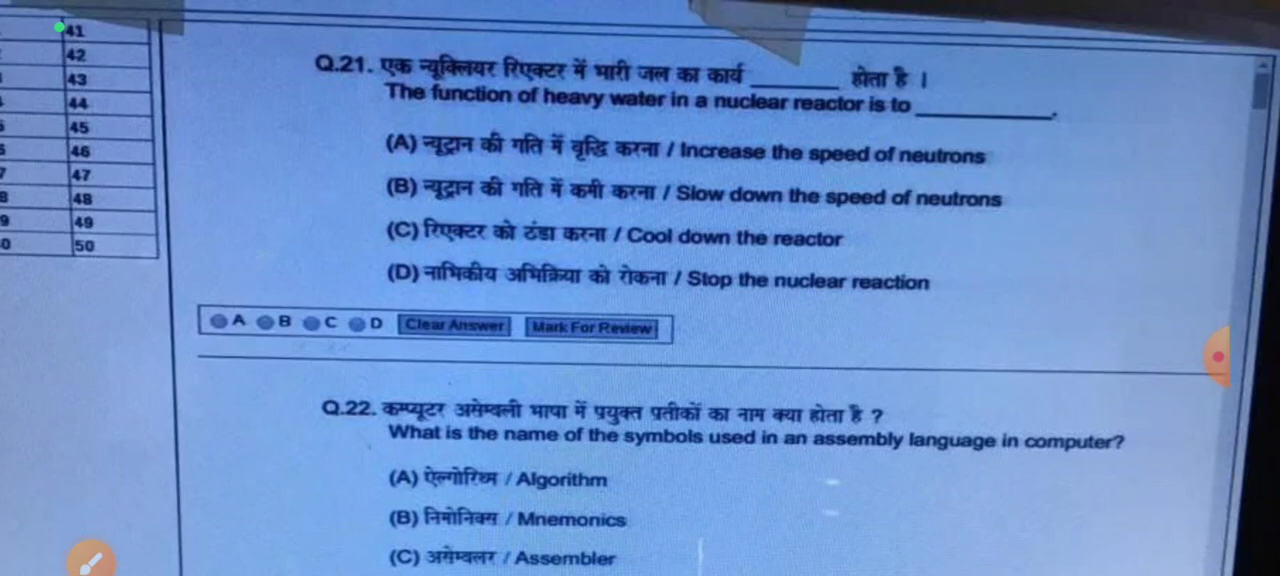 41
42
43
44
45
46
47
48
9 49
0 50
Q.21. एक न्यूक्लियर रिएक्टर में भारी जल का कार्य ________ होता है ।
The function of heavy water in a nuclear reactor is to ____________.
(A) न्यूट्रान की गति में वृद्धि करना / Increase the speed of neutrons
(B) न्यूट्रान की गति में कमी करना / Slow down the speed of neutrons
(C) रिएक्टर को ठंडा करना / Cool down the reactor
(D) नाभिकीय अभिक्रिया को रोकना / Stop the nuclear reaction
A B C D Clear Answer Mark For Review
Q.22. कम्प्यूटर असेम्बली भाषा में प्रयुक्त प्रतीकों का नाम क्या होता है ?
What is the name of the symbols used in an assembly language in computer?
(A) ऐल्गोरिथ्म / Algorithm
(B) निमोनिक्स / Mnemonics
(C) असेम्बलर / Assembler